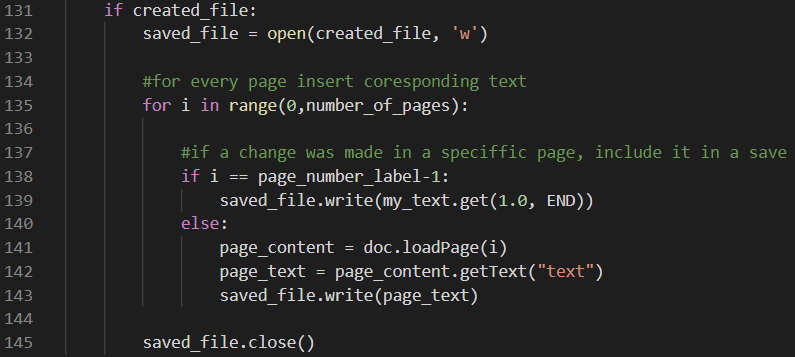 131 if created_file:
132 saved_file = open(created_file, 'w')
133
134 #for every page insert coresponding text
135 for i in range(0,number_of_pages):
136
137 #if a change was made in a speciffic page, include it in a save
138 if i == page_number_label-1:
139 saved_file.write(my_text.get(1.0, END))
140 else:
141 page_content = doc.loadPage(i)
142 page_text = page_content.getText("text")
143 saved_file.write(page_text)
144
145 saved_file.close()